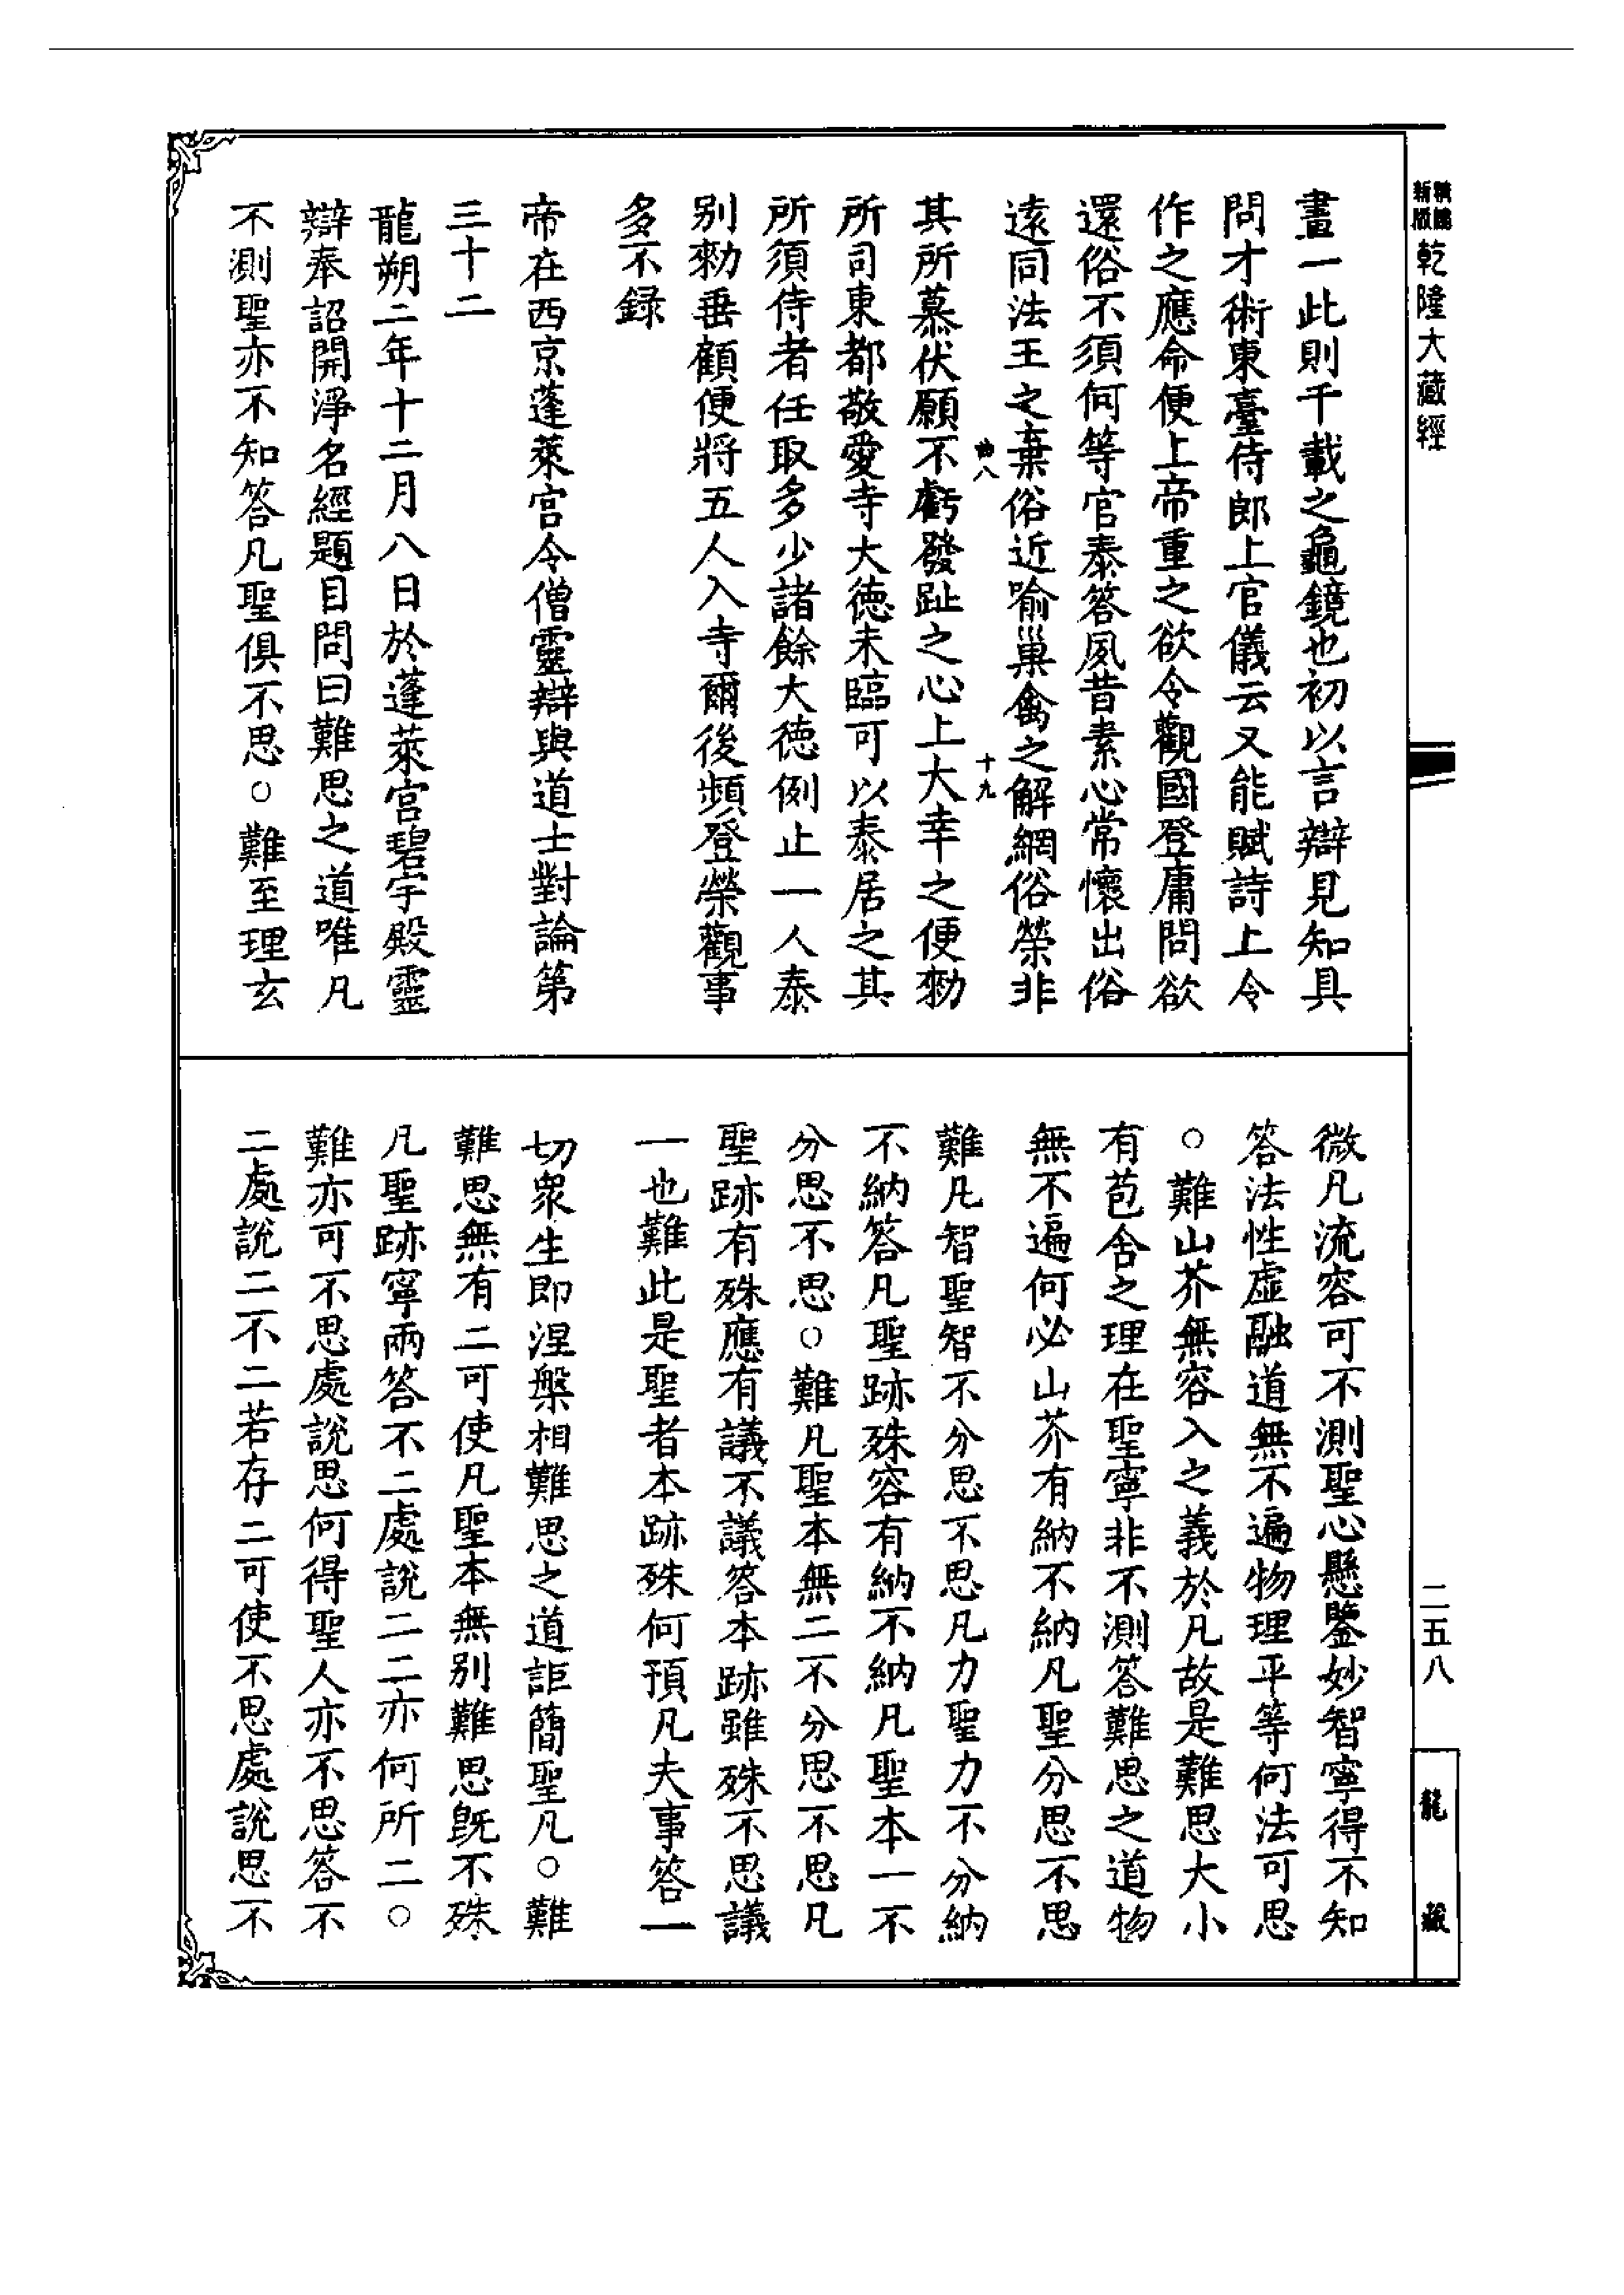 新版
精縮
乾隆大藏經
二五八
龍藏
畫一此則千載之龜鏡也初以言辯見知具
問才術東臺侍郎上官儀云又能賦詩上令
作之應命便上帝重之欲令觀國登庸問欲
還俗不須何等官泰答夙昔素心常懷出俗
遠同法王之棄俗近喻巢禽之解網俗榮非
八 十九
其所慕伏願不虧發趾之心上大幸之便勑
所司東都敬愛寺大德未臨可以泰居之其
所須侍者任取多少諸餘大德例止一人泰
別勑垂顧便將五人入寺爾後頻登榮觀事
多不録
帝在西京蓬萊宮令僧靈辯與道士對論第
三十二
龍朔二年十二月八日於蓬萊宮碧宇殿靈
辯奉詔開淨名經題目問曰難思之道唯凡
不測聖亦不知答凡聖俱不思○難至理玄
微凡流容可不測聖心懸鑒妙智寧得不知
答法性虛融道無不遍物理平等何法可思
○難山芥無容入之義於凡故是難思大小
有苞舍之理在聖寧非不測答難思之道物
無不遍何必山芥有納不納凡聖分思不思
難凡智聖智不分思不思凡力聖力不分納
不納答凡聖跡殊容有納不納凡聖本一不
分思不思○難凡聖本無二不分思不思凡
聖跡有殊應有議不議答本跡雖殊不思議
一也難此是聖者本跡殊何預凡夫事答一
切眾生即涅槃相難思之道詎簡聖凡○難
難思無有二可使凡聖本無別難思既不殊
凡聖跡寧兩答不二處說二二亦何所二○
難亦可不思處說思何得聖人亦不思答不
二處說二不二若存二可使不思處說思不